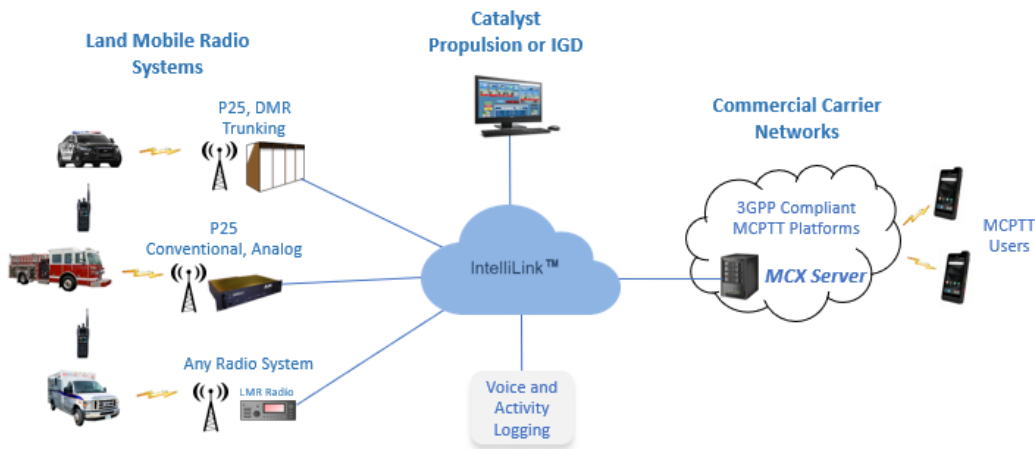 Catalyst
Propulsion or IGD
Land Mobile Radio
Systems
P25, DMR
Trunking
Commercial Carrier
Networks
3GPP Compliant
MCPTT Platforms
MCPTT
Users
P25
Conventional, Analog
IntelliLink™
MCX Server
Any Radio System
LMR Radio
Voice and
Activity
Logging